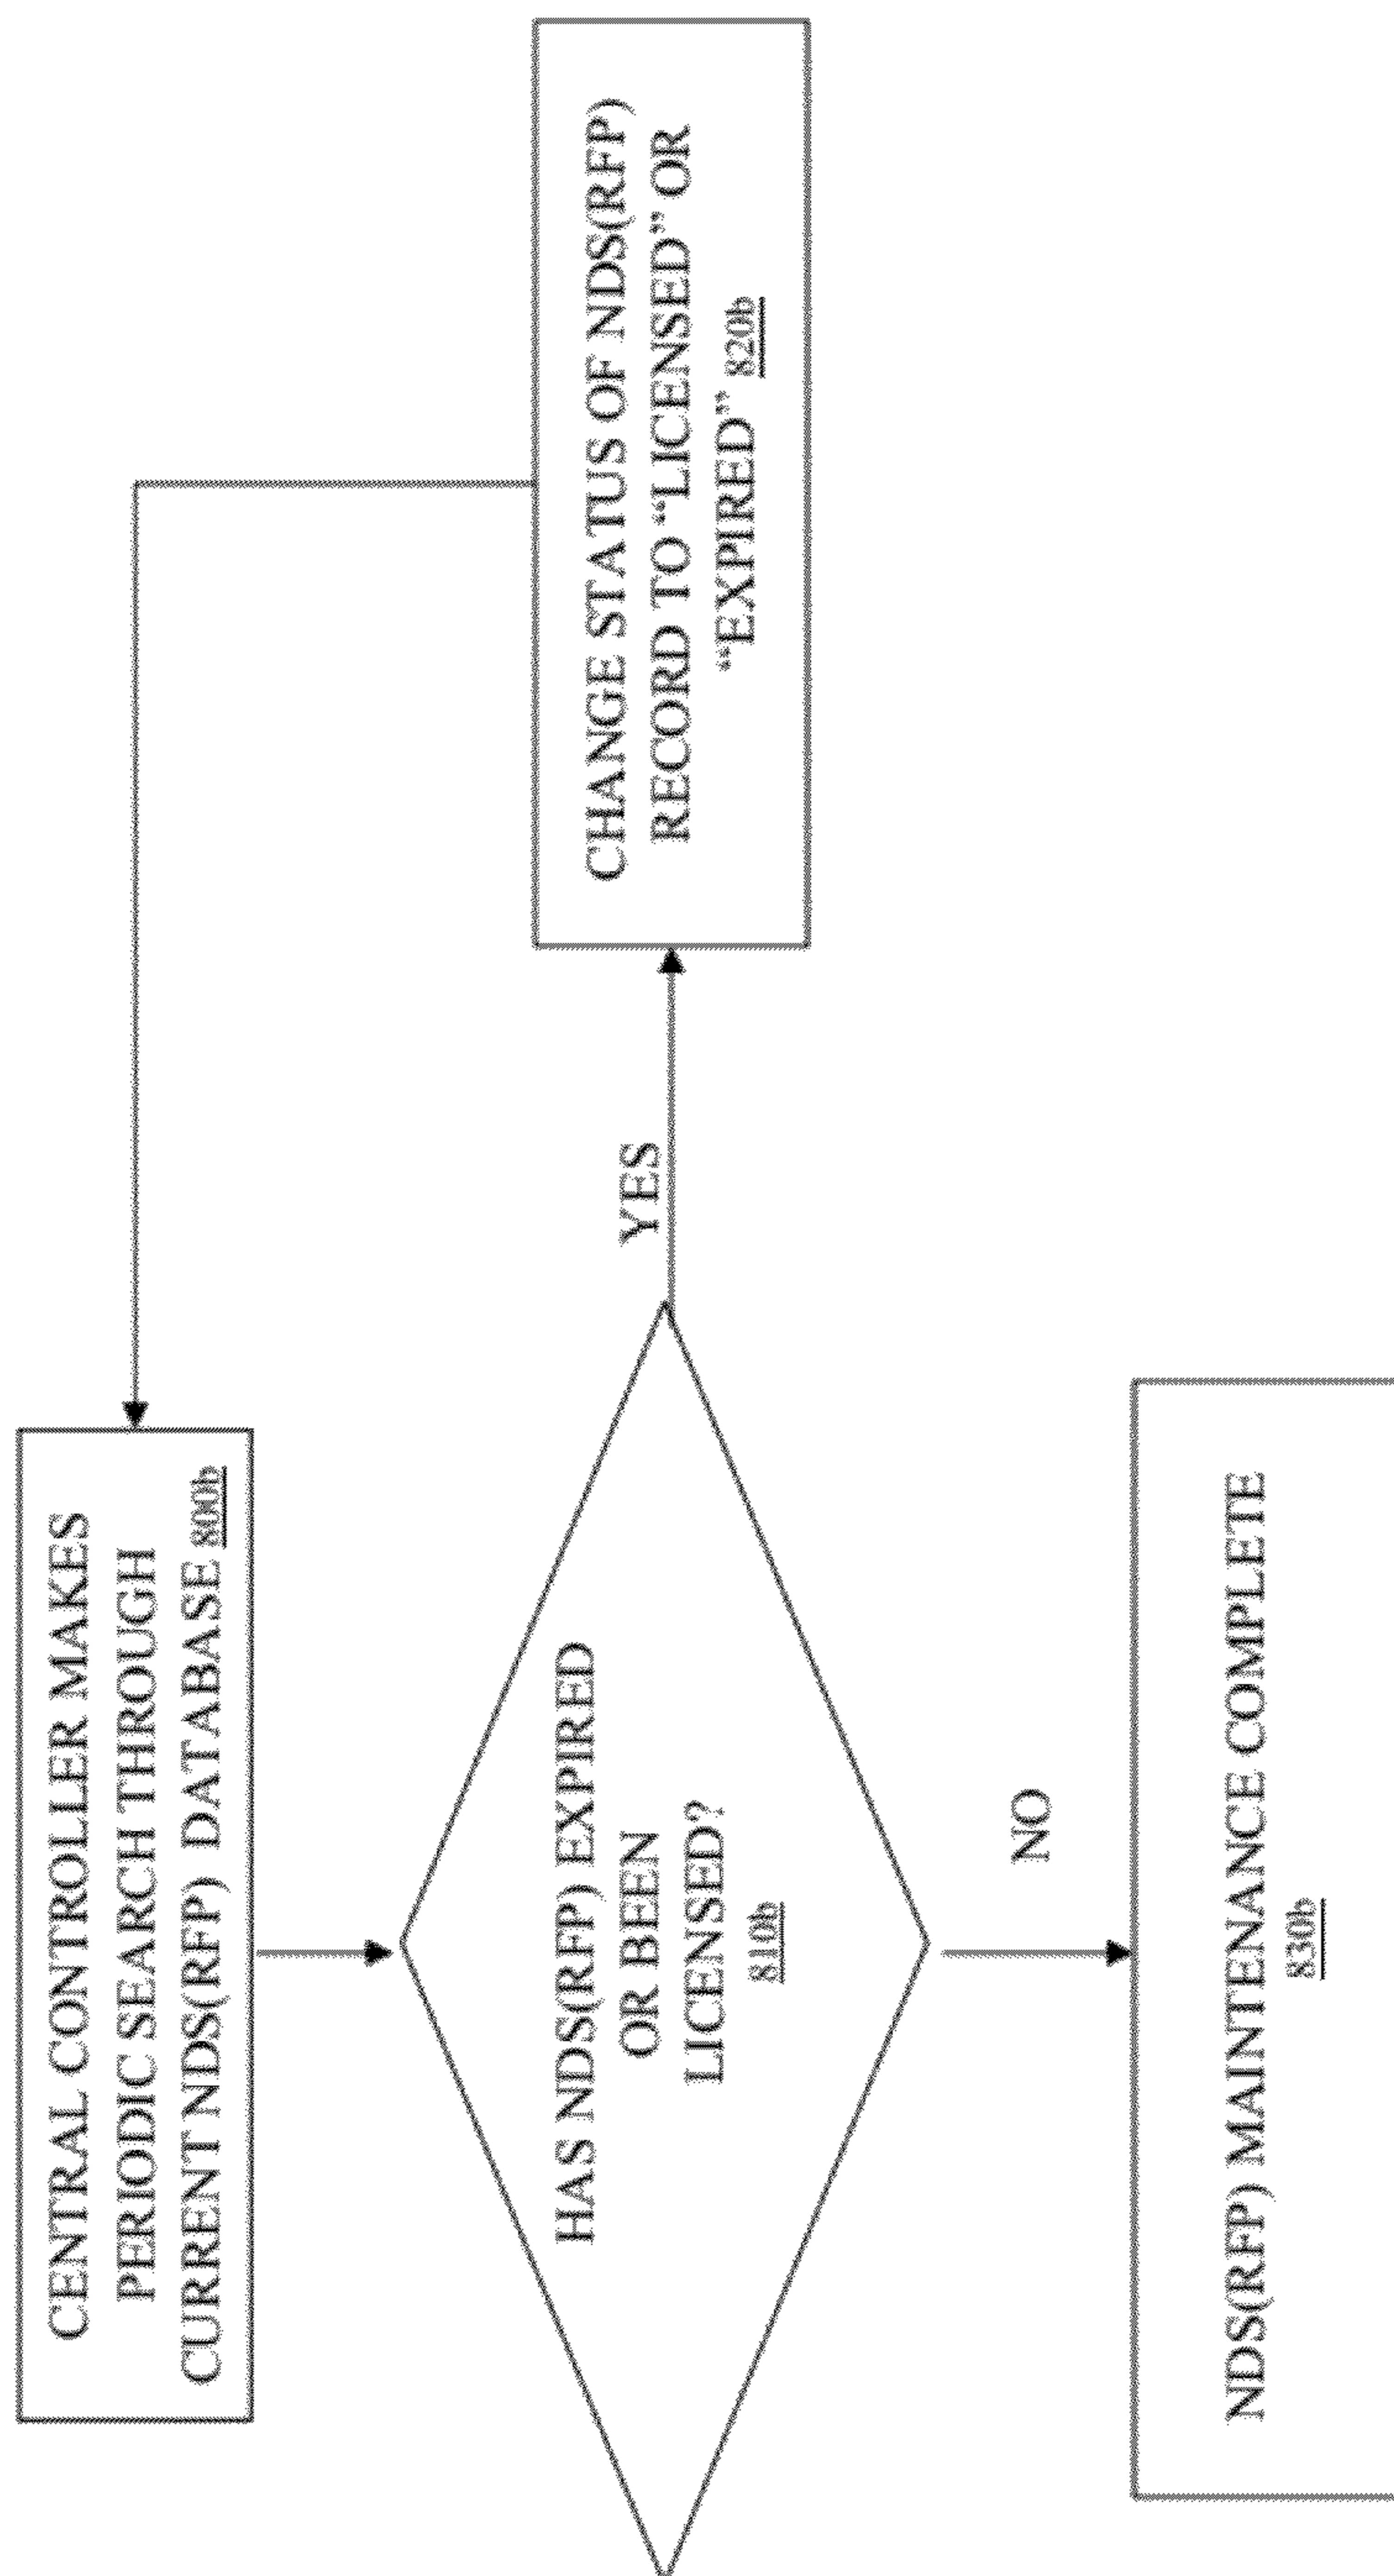 CENTRAL CONTROLLER MAKES
PERIODIC SEARCH THROUGH
CURRENT NDS(RFP) DATABASE 800b
HAS NDS(RFP) EXPIRED
OR BEEN
LICENSED?
810b
YES
CHANGE STATUS OF NDS(RFP)
RECORD TO “LICENSED” OR
“EXPIRED” 820b
NO
NDS(RFP) MAINTENANCE COMPLETE
830b